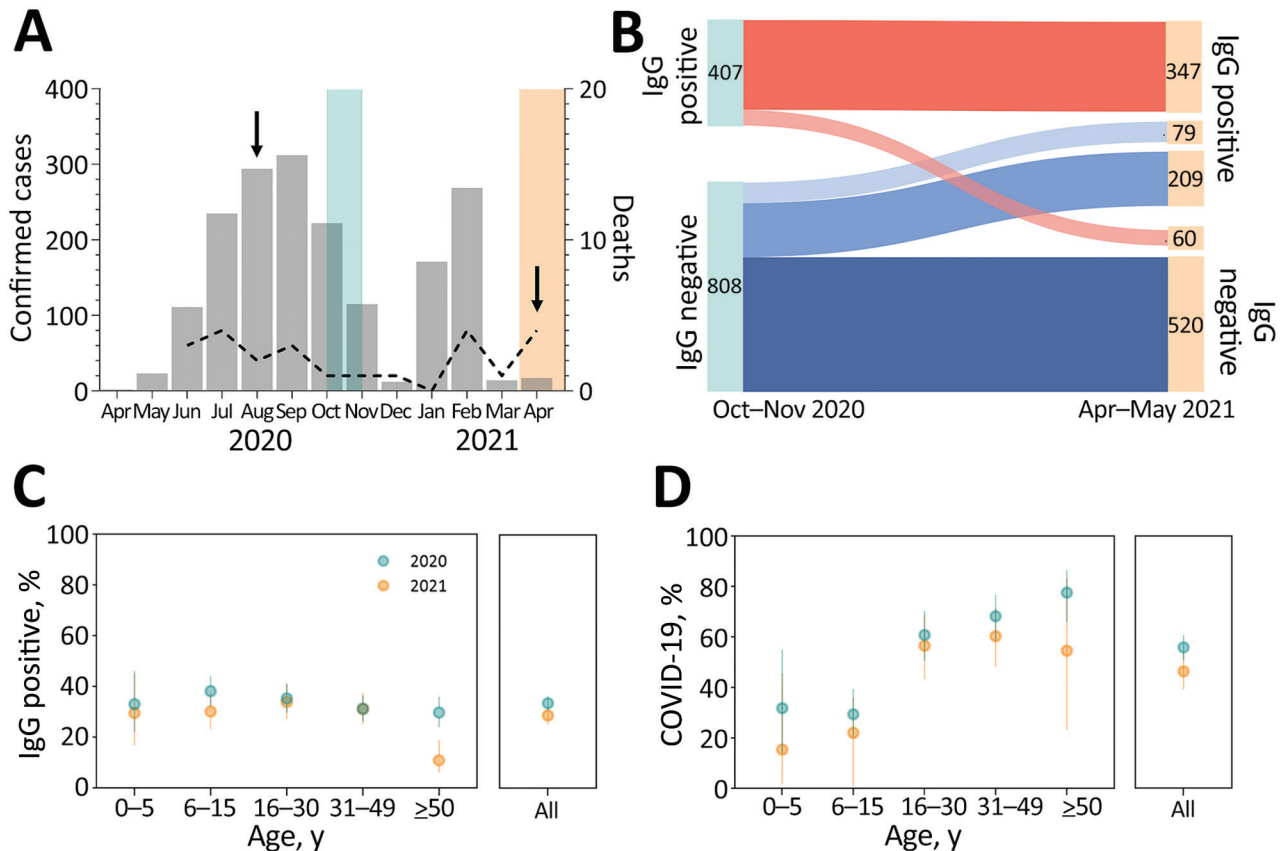 A
Confirmed cases
400
300
200
100
0
20
10
0
Deaths
Apr May Jun Jul Aug Sep Oct Nov Dec Jan Feb Mar Apr
2020 2021
B
IgG positive
407
IgG negative
808
347
.79
209
.60
520
IgG positive
IgG negative
Oct–Nov 2020 Apr–May 2021
C
IgG positive, %
100
80
60
40
20
0
2020
2021
0–5 6–15 16–30 31–49 ≥50
Age, y
All
D
COVID-19, %
100
80
60
40
20
0
0–5 6–15 16–30 31–49 ≥50
Age, y
All